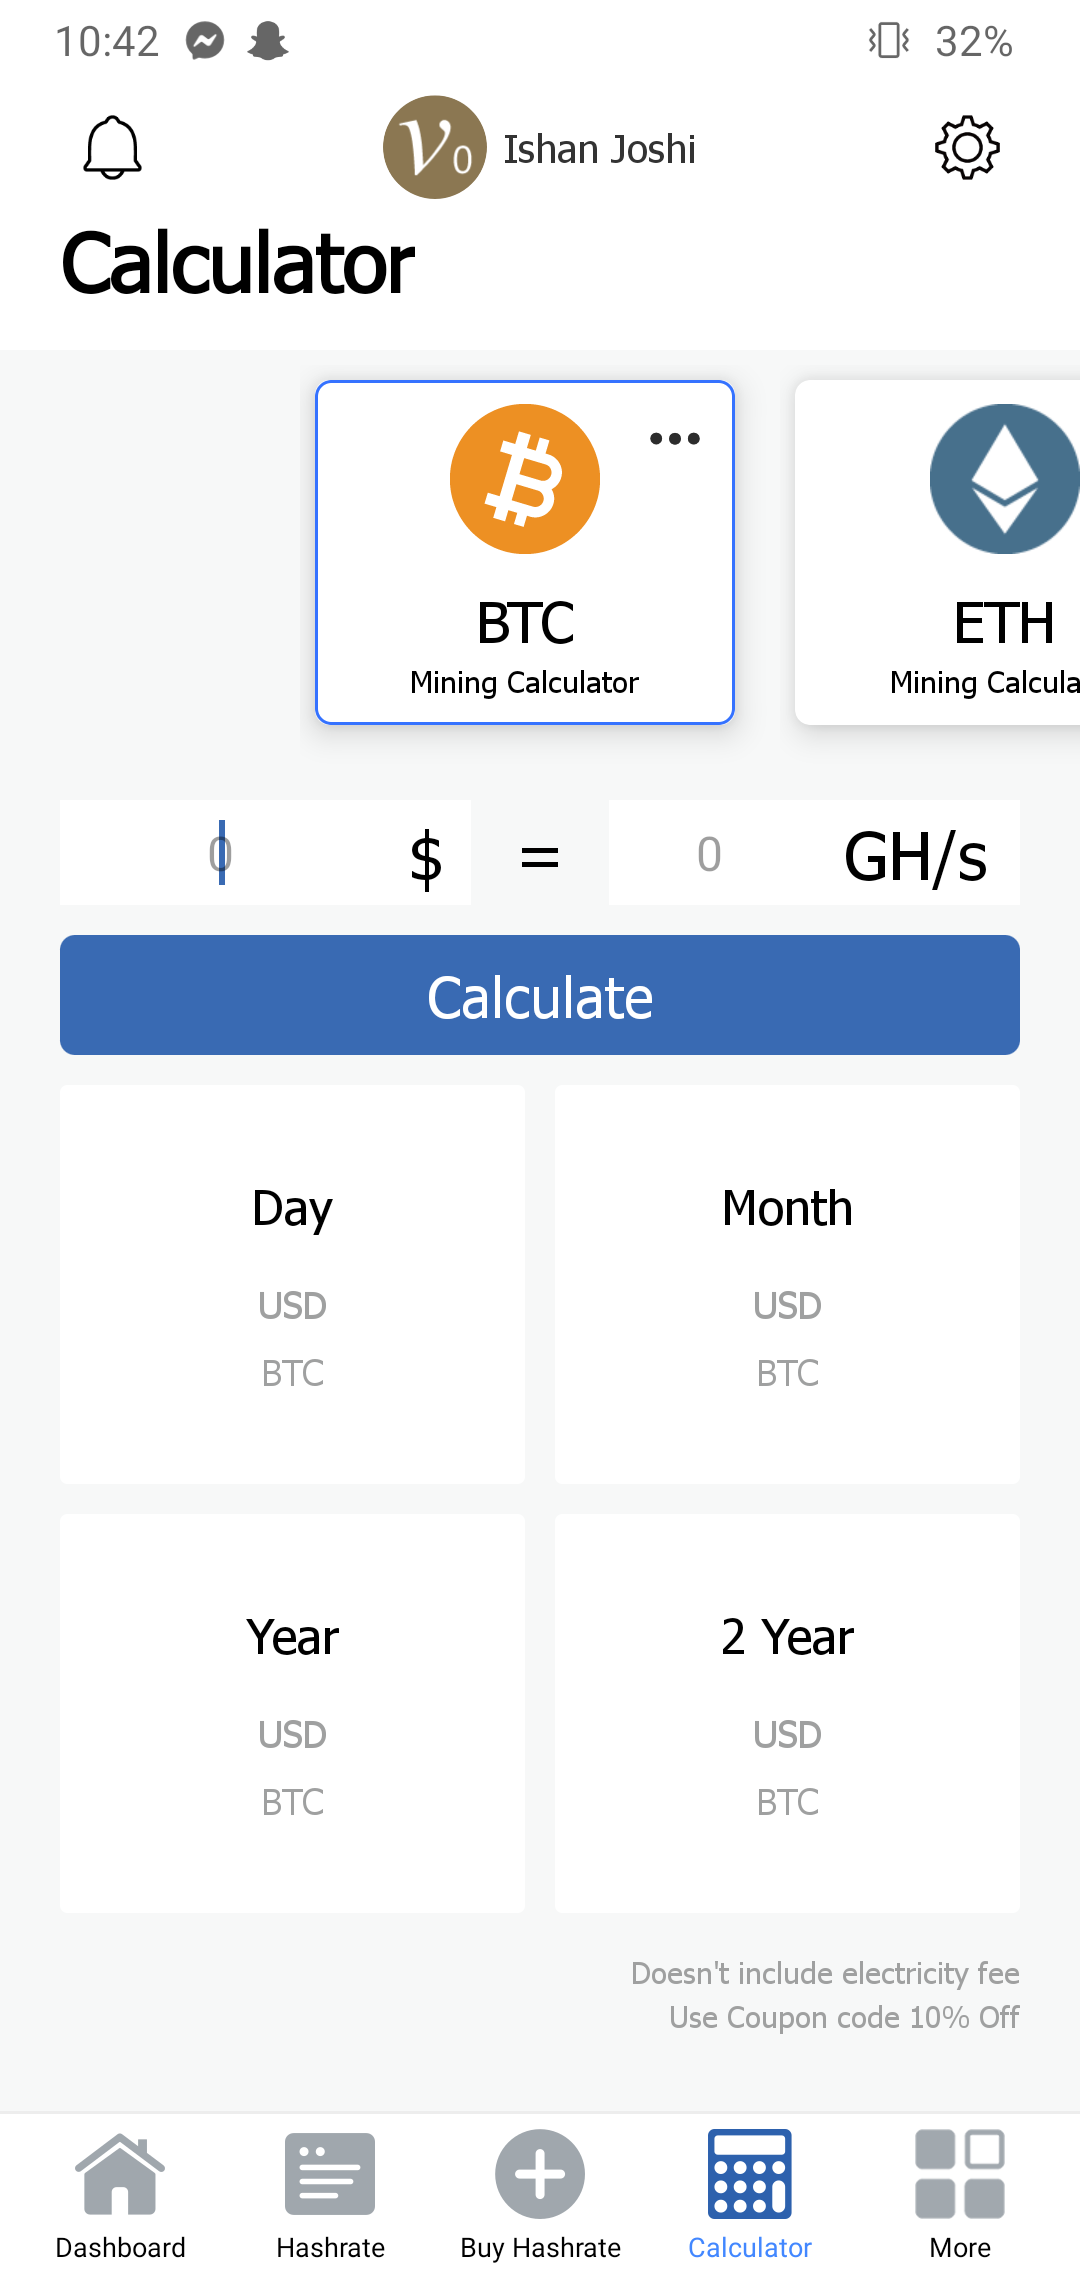 10:42 32%
V0 Ishan Joshi
Calculator
BTC
Mining Calculator
ETH
Mining Calcula
0 $ = 0 GH/s
Calculate
Day
USD
BTC
Month
USD
BTC
Year
USD
BTC
2 Year
USD
BTC
Doesn't include electricity fee
Use Coupon code 10% Off
Dashboard Hashrate Buy Hashrate Calculator More